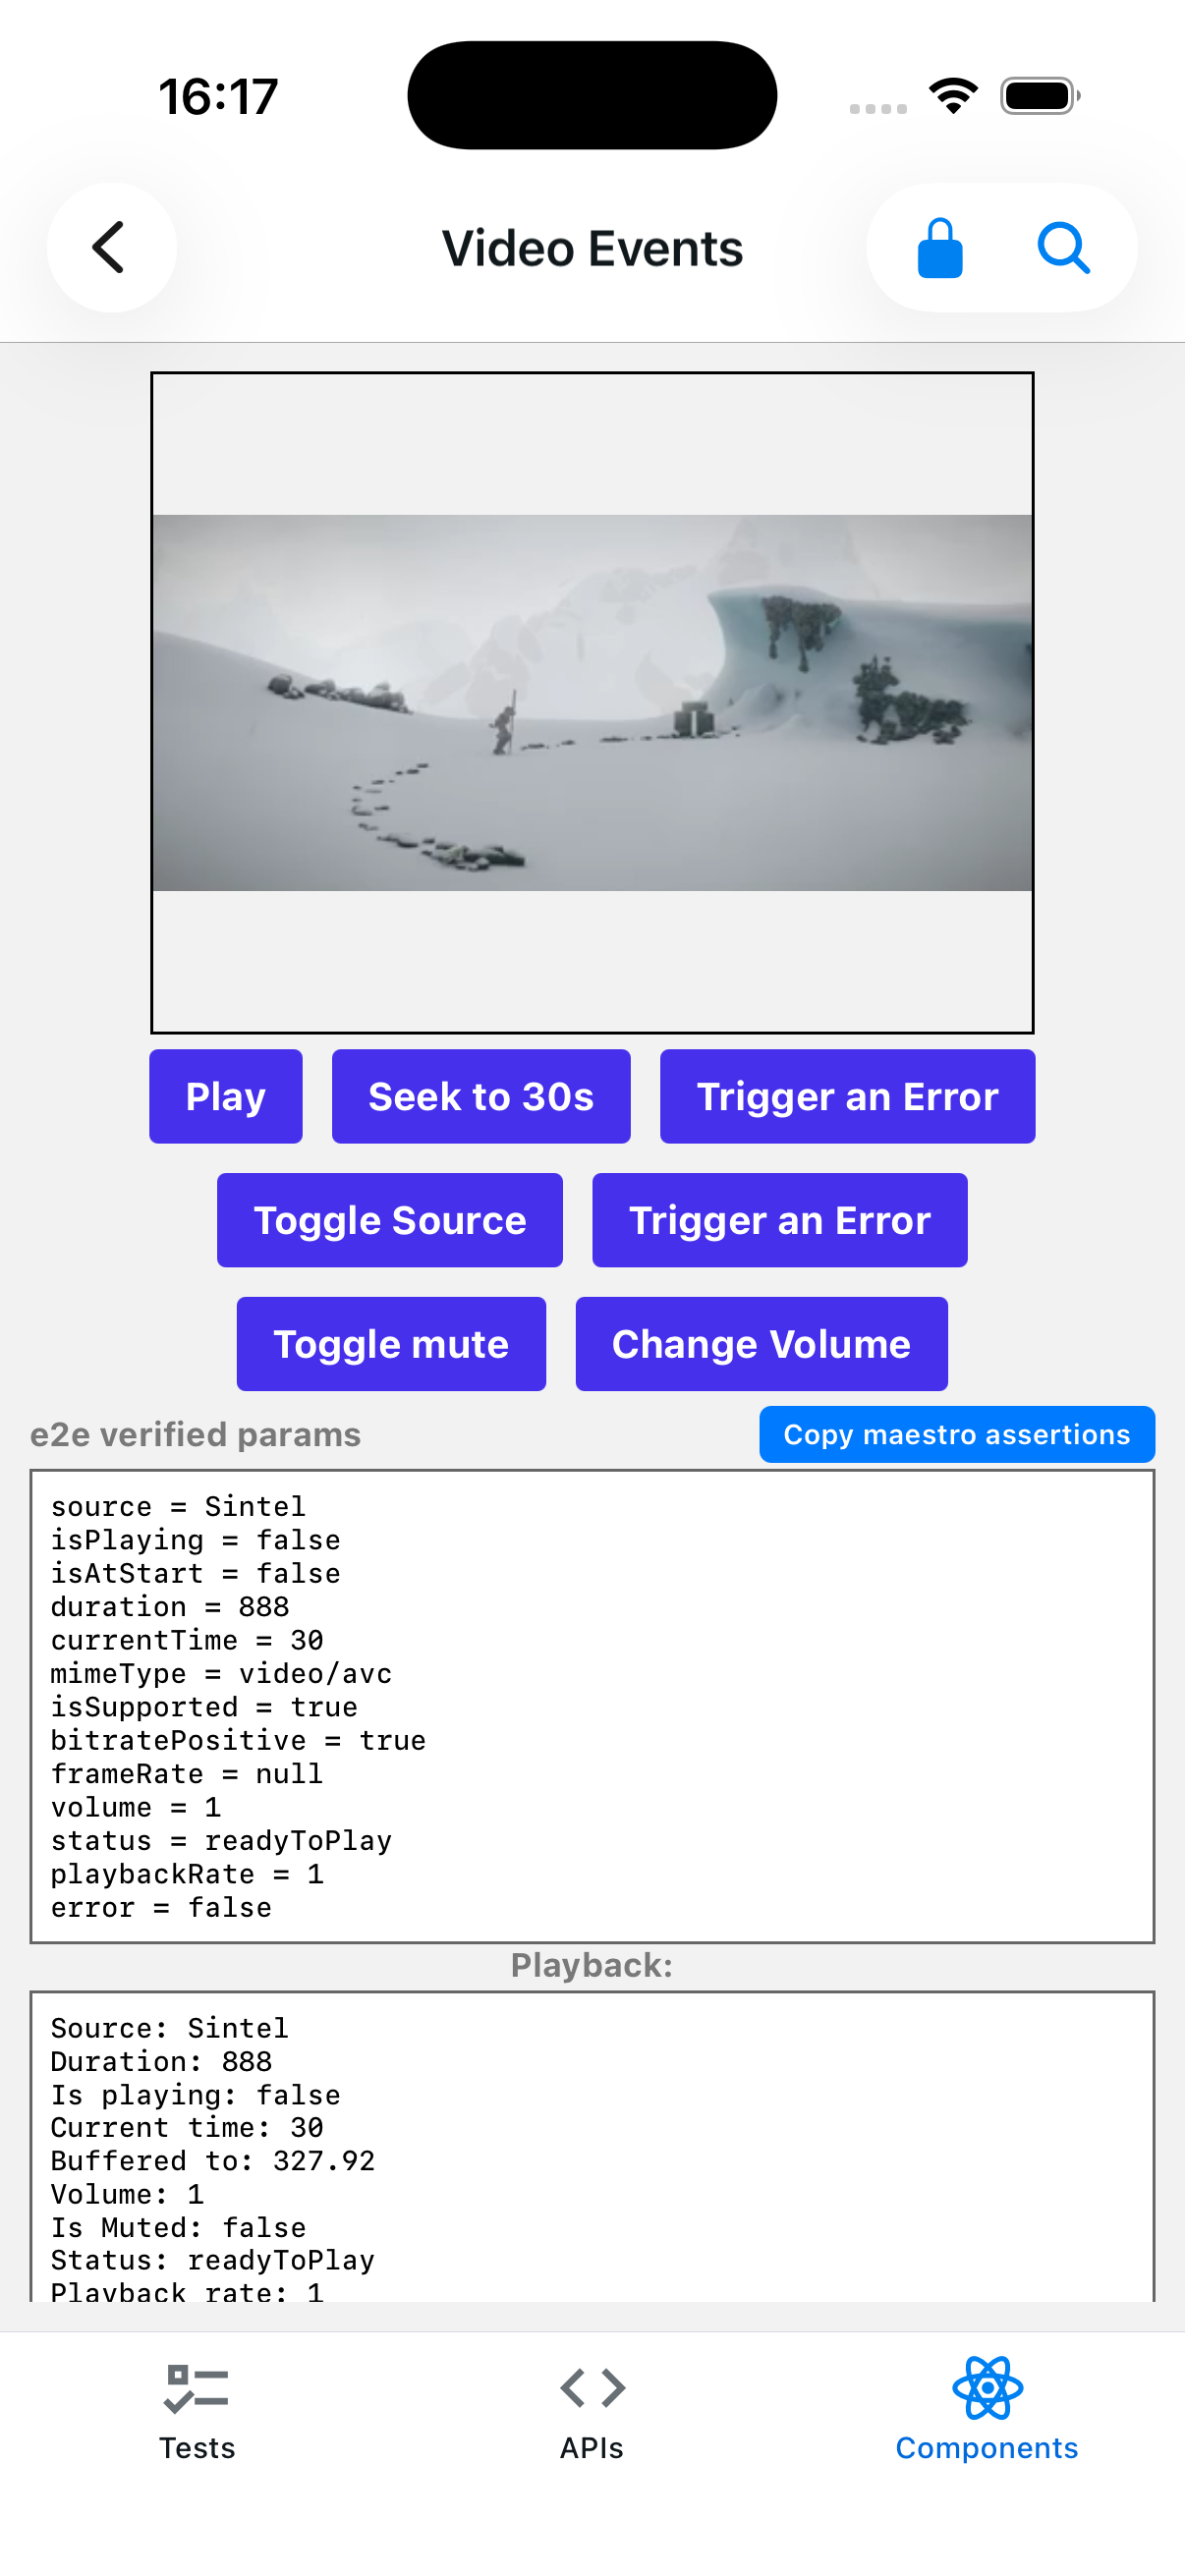 16:17
Video Events
Play
Seek to 30s
Trigger an Error
Toggle Source
Trigger an Error
Toggle mute
Change Volume
e2e verified params
Copy maestro assertions
source = Sintel
isPlaying = false
isAtStart = false
duration = 888
currentTime = 30
mimeType = video/avc
isSupported = true
bitratePositive = true
frameRate = null
volume = 1
status = readyToPlay
playbackRate = 1
error = false
Playback:
Source: Sintel
Duration: 888
Is playing: false
Current time: 30
Buffered to: 327.92
Volume: 1
Is Muted: false
Status: readyToPlay
Playback rate: 1
Tests
APIs
Components